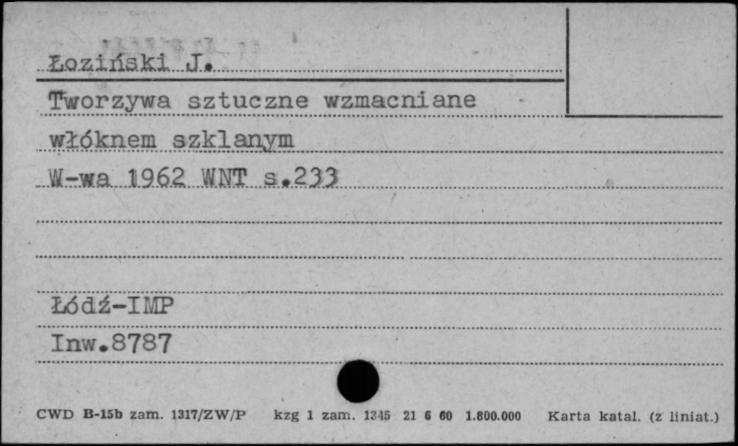 Łoziński J.
Tworzywa sztuczne wzmacniane
włóknem szklanym
W-wa 1962 WNT s.233
Łódź-IMP
Inw.8787
CWD B-15b zam. 1317/ZW/P kzg 1 zam. 1345 21 6 60 1.800.000 Karta katal. (z liniat.)